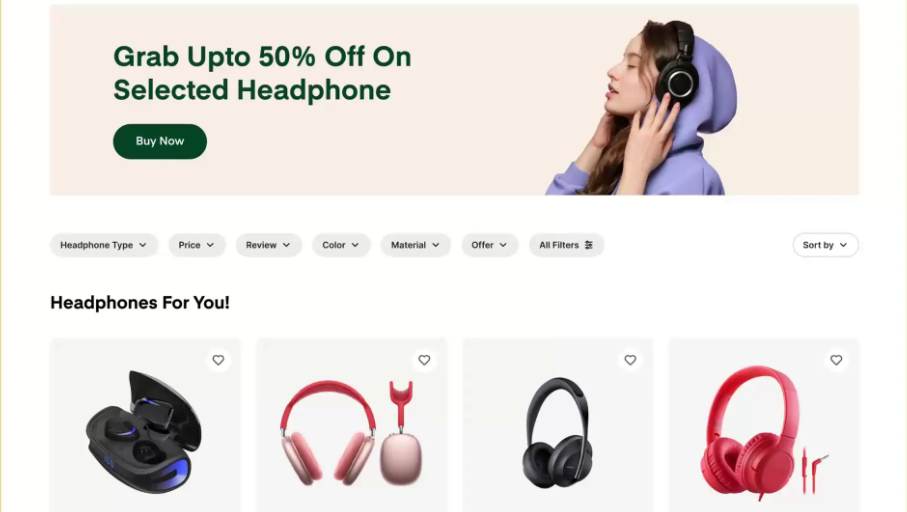 Grab Upto 50% Off On
Selected Headphone
Buy Now
Headphone Type
Price
Review
Color
Material
Offer
All Filters
Sort by
Headphones For You!